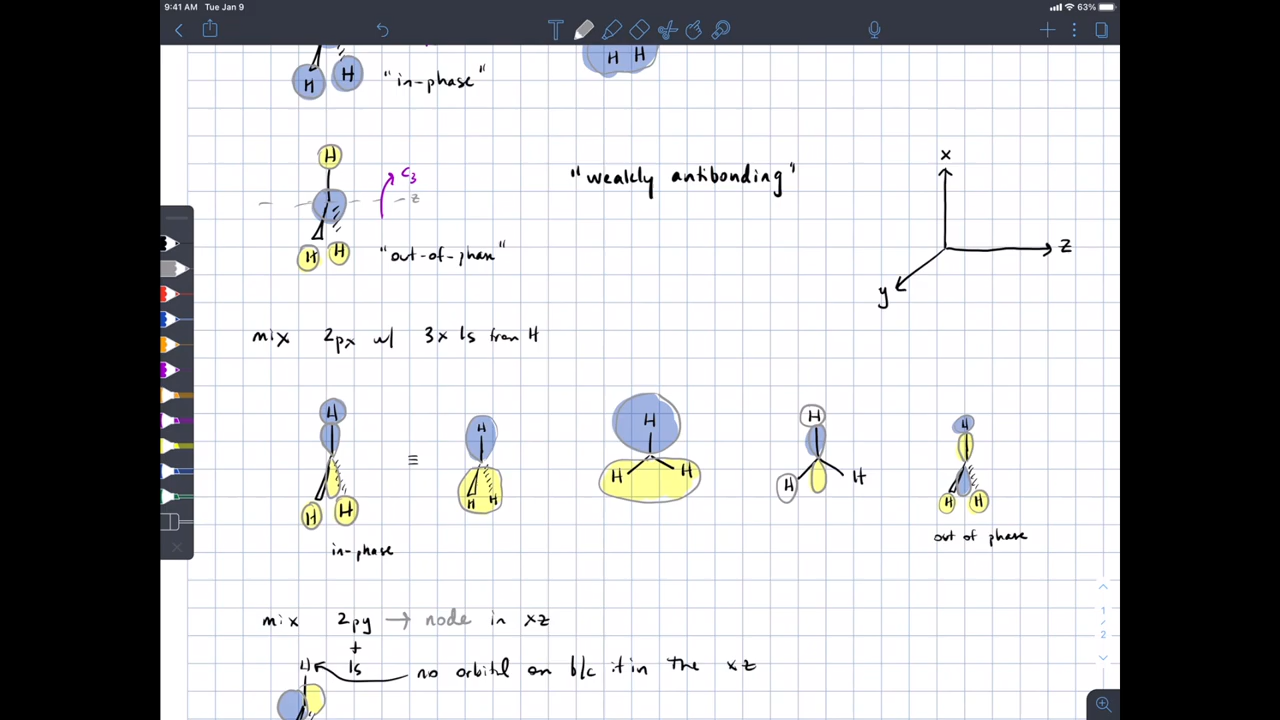 9:41 AM Tue Jan 9
63%
H H
"in-phase"
H H
H
C3
z
H H
"out-of-phase"
"weakly antibonding"
x
z
y
mix 2px w/ 3x 1s from H
H
H H
in-phase
≡
H
H H
H
H H
H
H H
H
H H
out of phase
mix 2py → node in xz
+
H 1s no orbital on b/c it in the xz
1
2